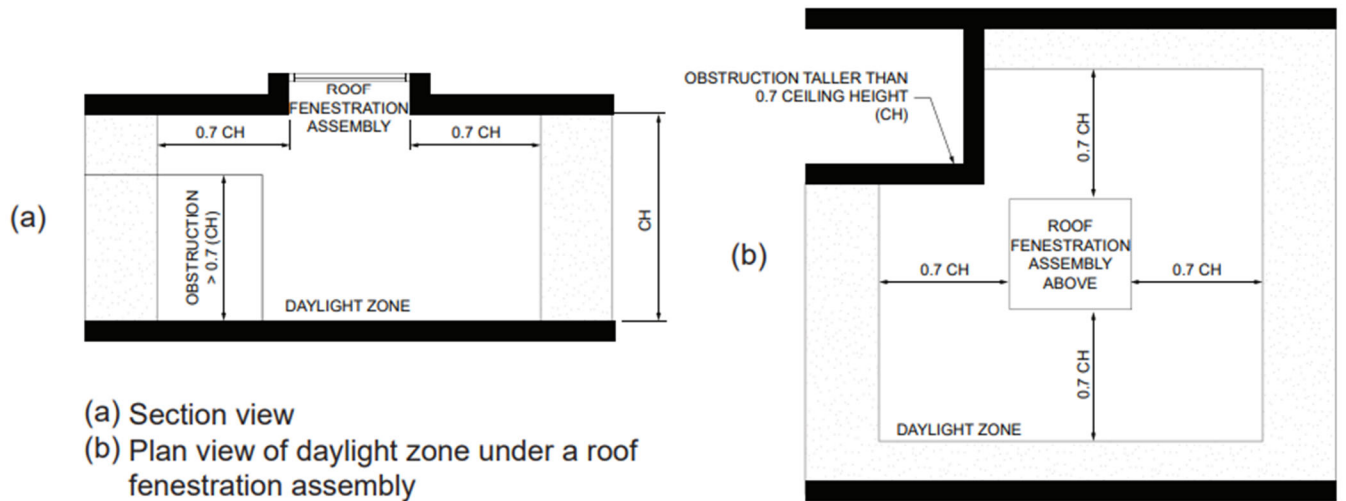 ROOF
FENESTRATION
ASSEMBLY
0.7 CH
0.7 CH
OBSTRUCTION
> 0.7 (CH)
CH
DAYLIGHT ZONE
(a)
(a) Section view
(b) Plan view of daylight zone under a roof
fenestration assembly
OBSTRUCTION TALLER THAN
0.7 CEILING HEIGHT
(CH)
0.7 CH
(b)
ROOF
FENESTRATION
ASSEMBLY
ABOVE
0.7 CH
0.7 CH
0.7 CH
DAYLIGHT ZONE